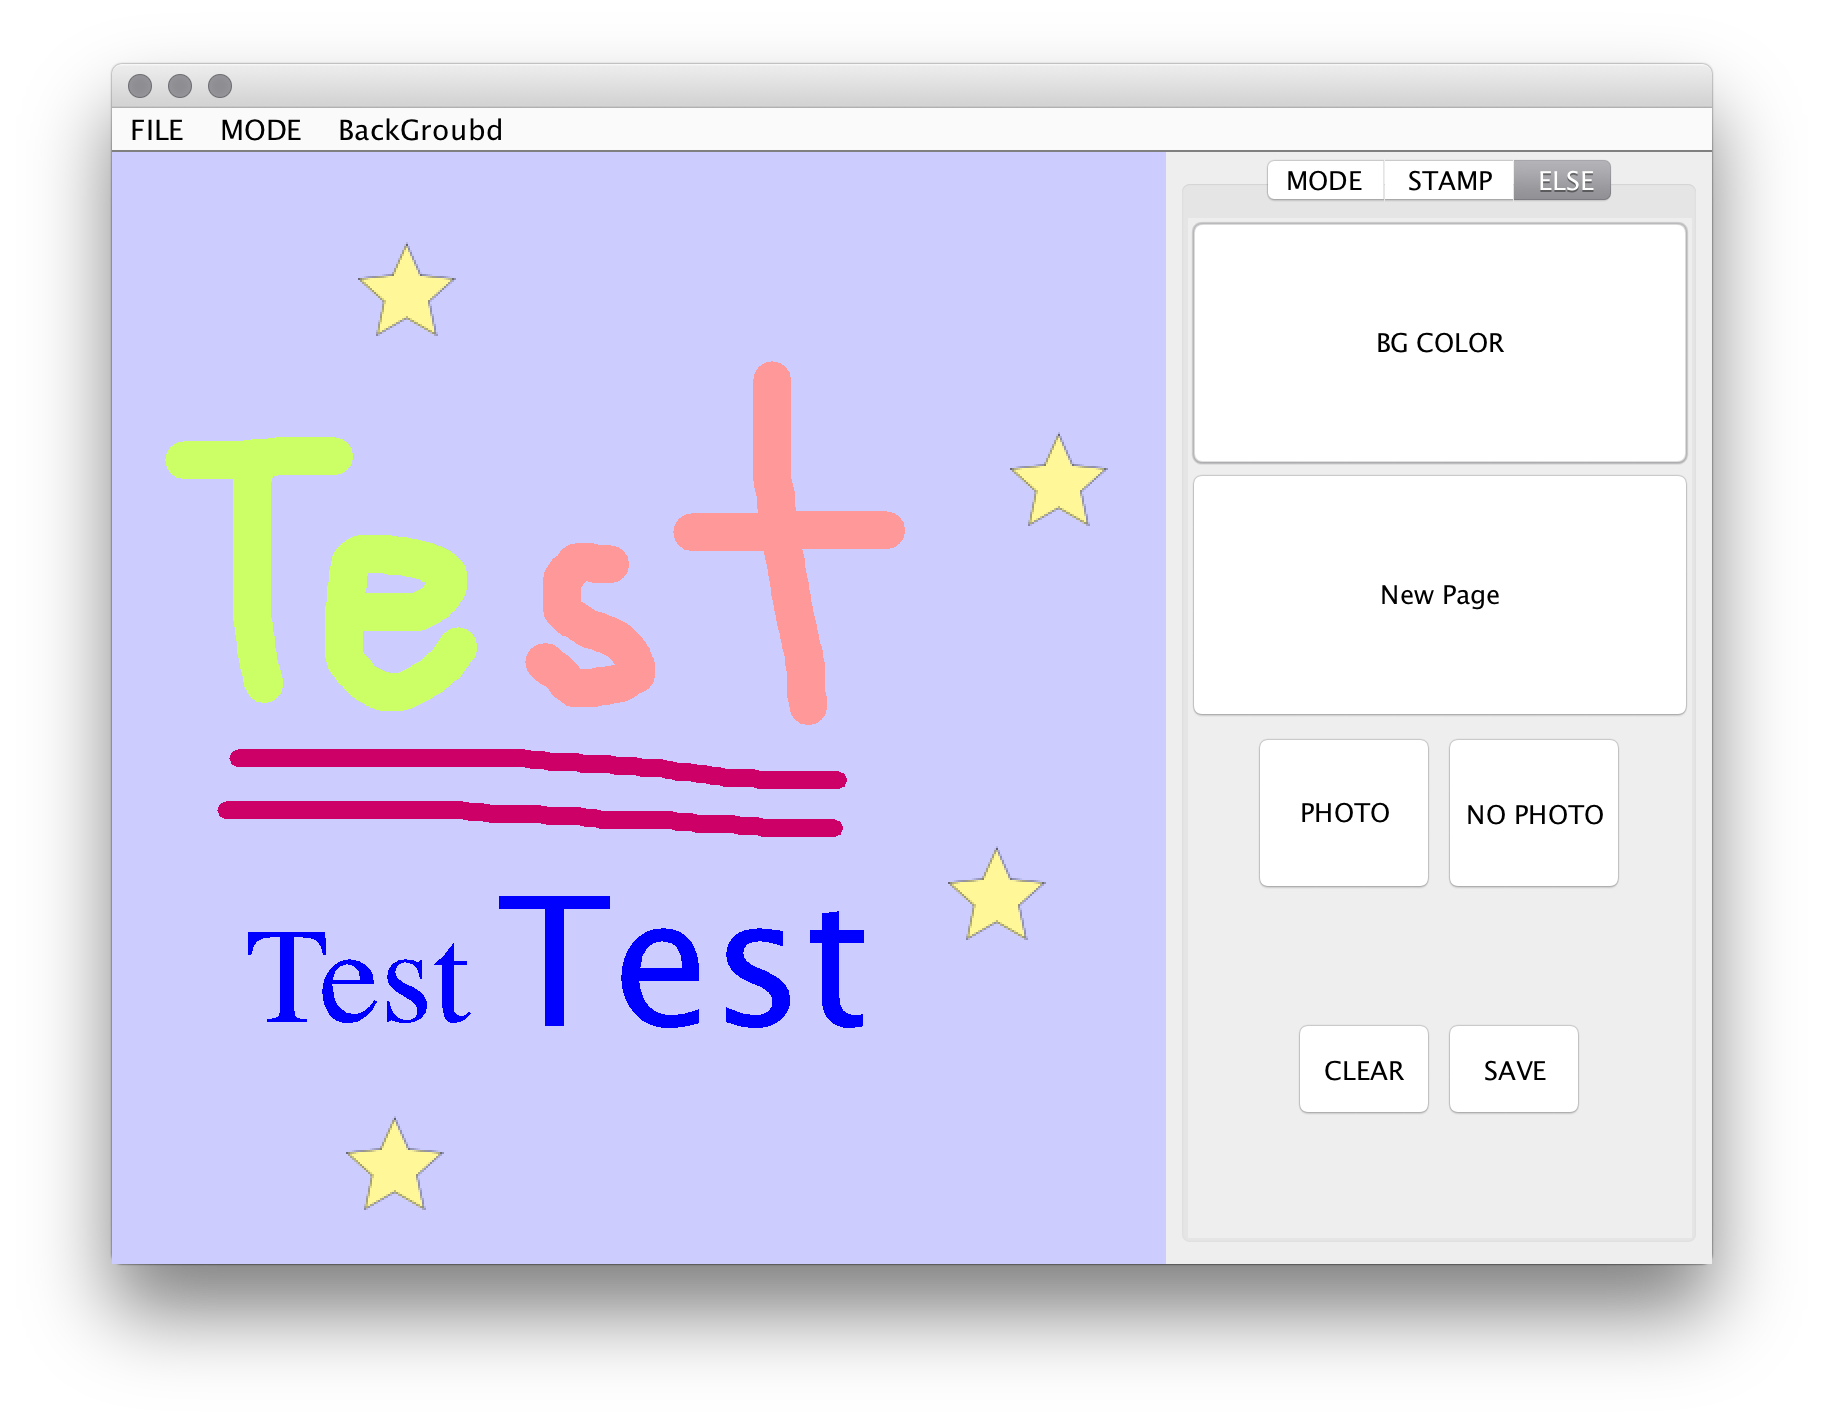 FILE MODE BackGroubd
MODE STAMP ELSE
BG COLOR
New Page
PHOTO NO PHOTO
CLEAR SAVE
Test
Test Test